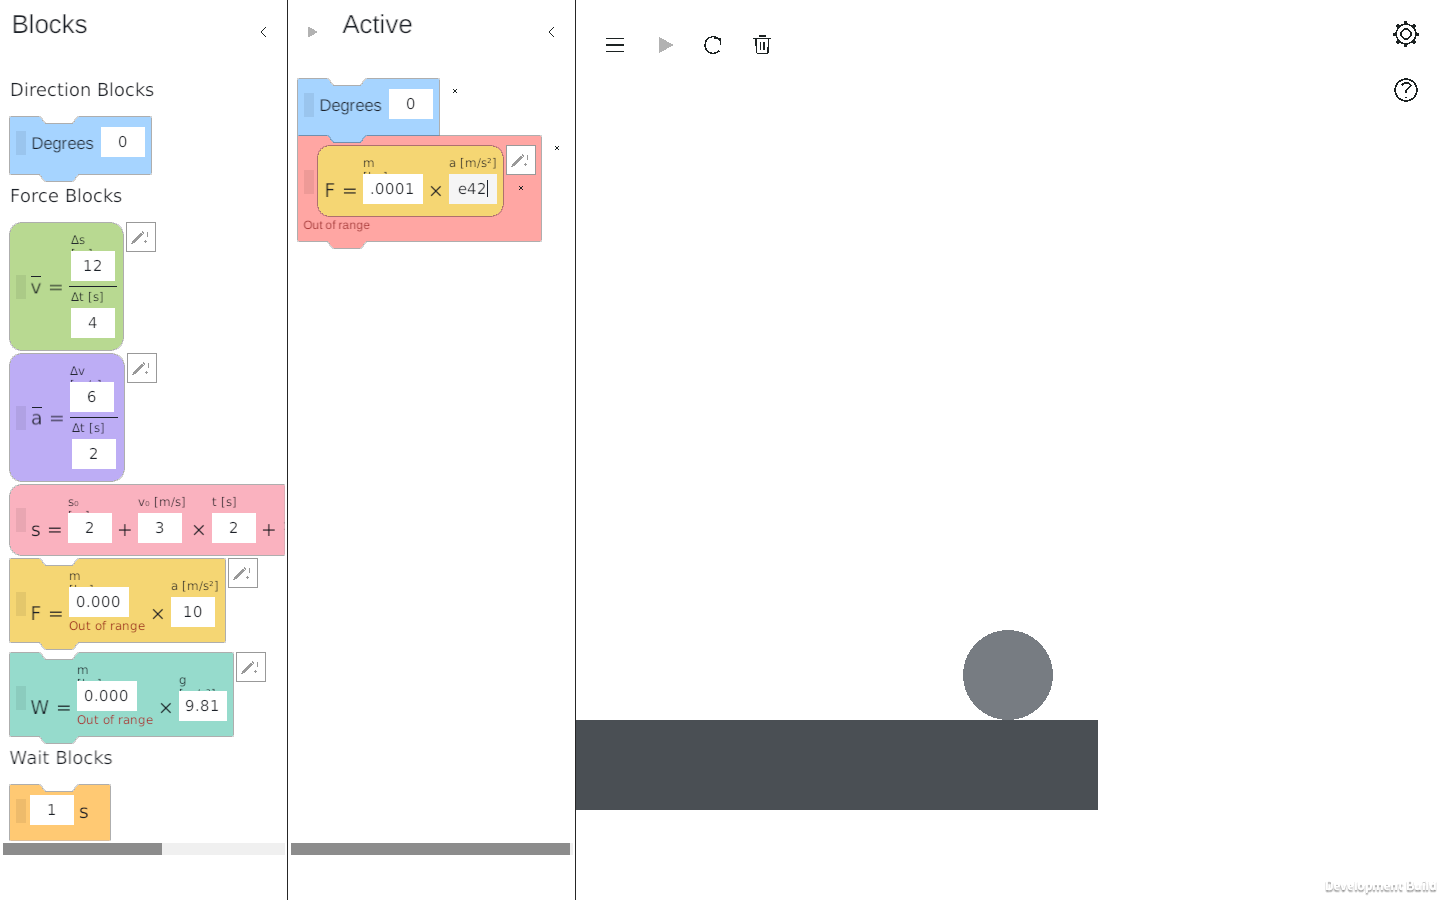 Blocks
Direction Blocks
Degrees 0
Force Blocks
Δs
v = 12
Δt [s]
4
Δv
a = 6
Δt [s]
2
s₀ v₀ [m/s] t [s]
s = 2 + 3 × 2 +
m a [m/s²]
F = 0.000 × 10
Out of range
m g
W = 0.000 × 9.81
Out of range
Wait Blocks
1 s
Active
Degrees 0
m a [m/s²]
F = .0001 × e42
Out of range
Development Build